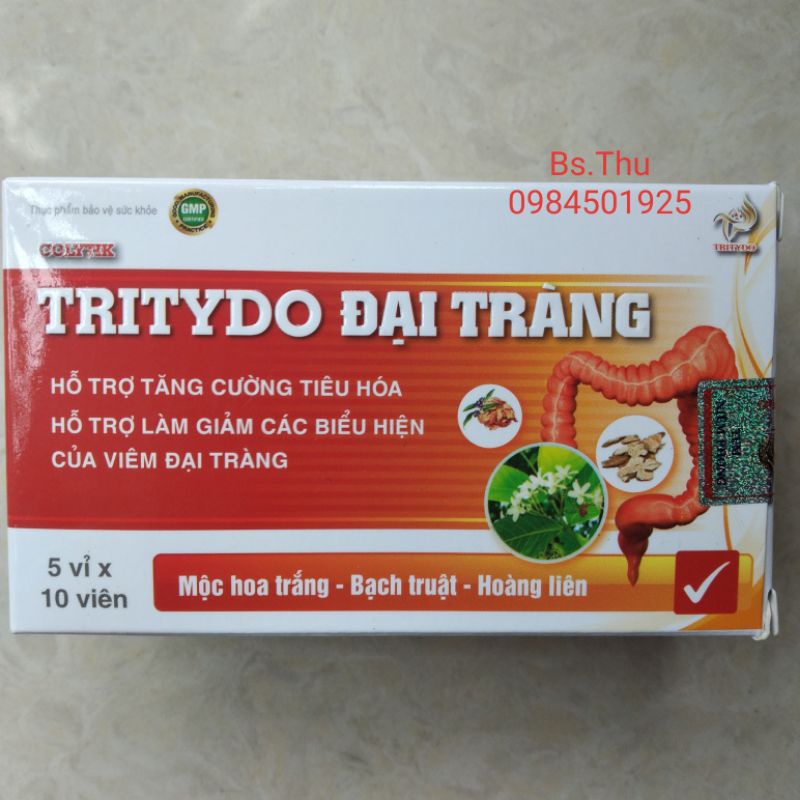 Bs.Thu
0984501925
Thực phẩm bảo vệ sức khỏe
GMP
TRITYDO
COLYTIK
TRITYDO ĐẠI TRÀNG
HỖ TRỢ TĂNG CƯỜNG TIÊU HÓA
HỖ TRỢ LÀM GIẢM CÁC BIỂU HIỆN
CỦA VIÊM ĐẠI TRÀNG
5 vỉ x
10 viên
Mộc hoa trắng - Bạch truật - Hoàng liên